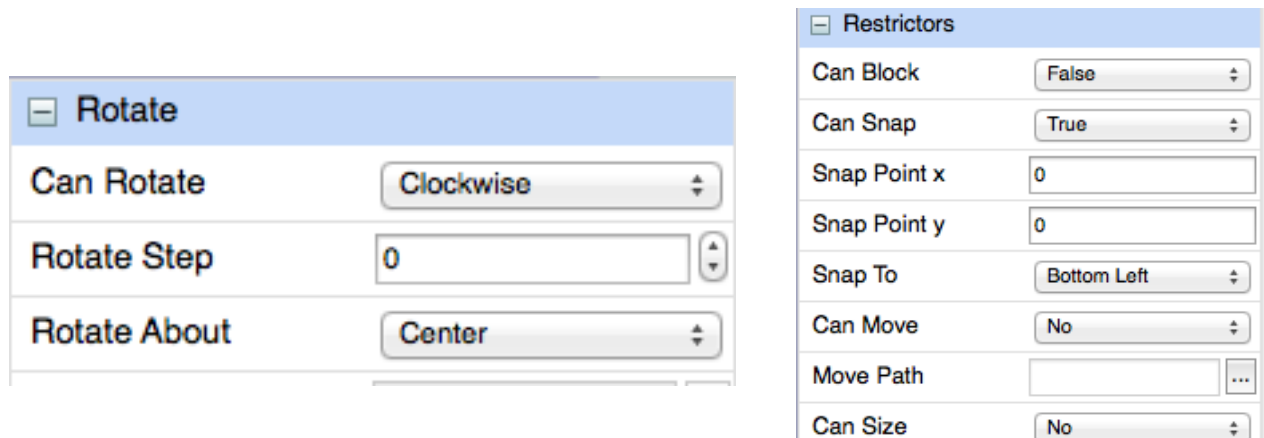 Rotate
Can Rotate Clockwise
Rotate Step 0
Rotate About Center
Restrictors
Can Block False
Can Snap True
Snap Point x 0
Snap Point y 0
Snap To Bottom Left
Can Move No
Move Path ...
Can Size No